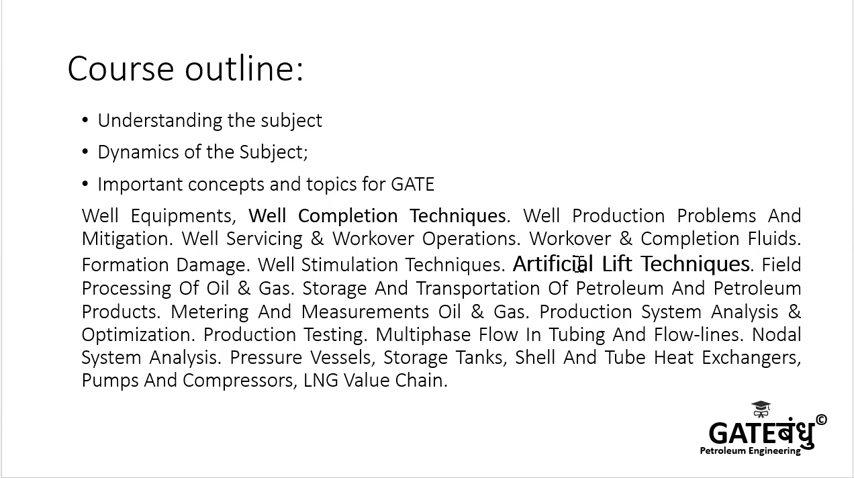 Course outline:
• Understanding the subject
• Dynamics of the Subject;
• Important concepts and topics for GATE
Well Equipments, Well Completion Techniques. Well Production Problems And
Mitigation. Well Servicing & Workover Operations. Workover & Completion Fluids.
Formation Damage. Well Stimulation Techniques. Artificial Lift Techniques. Field
Processing Of Oil & Gas. Storage And Transportation Of Petroleum And Petroleum
Products. Metering And Measurements Oil & Gas. Production System Analysis &
Optimization. Production Testing. Multiphase Flow In Tubing And Flow-lines. Nodal
System Analysis. Pressure Vessels, Storage Tanks, Shell And Tube Heat Exchangers,
Pumps And Compressors, LNG Value Chain.
GATEबंधु©
Petroleum Engineering